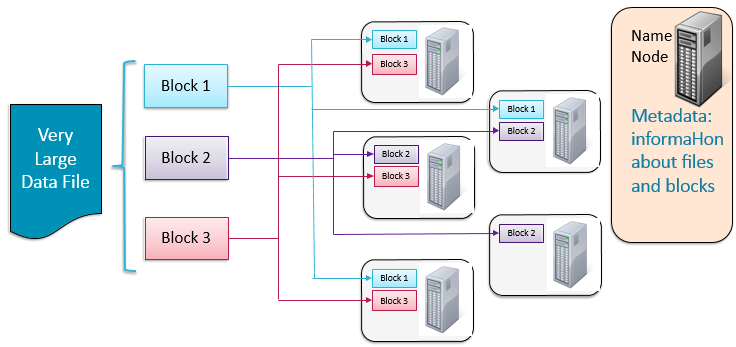 Very
Large
Data File
Block 1
Block 2
Block 3
Block 1
Block 3
Block 1
Block 2
Block 2
Block 3
Block 2
Block 1
Block 3
Name
Node
Metadata:
informaHon
about files
and blocks